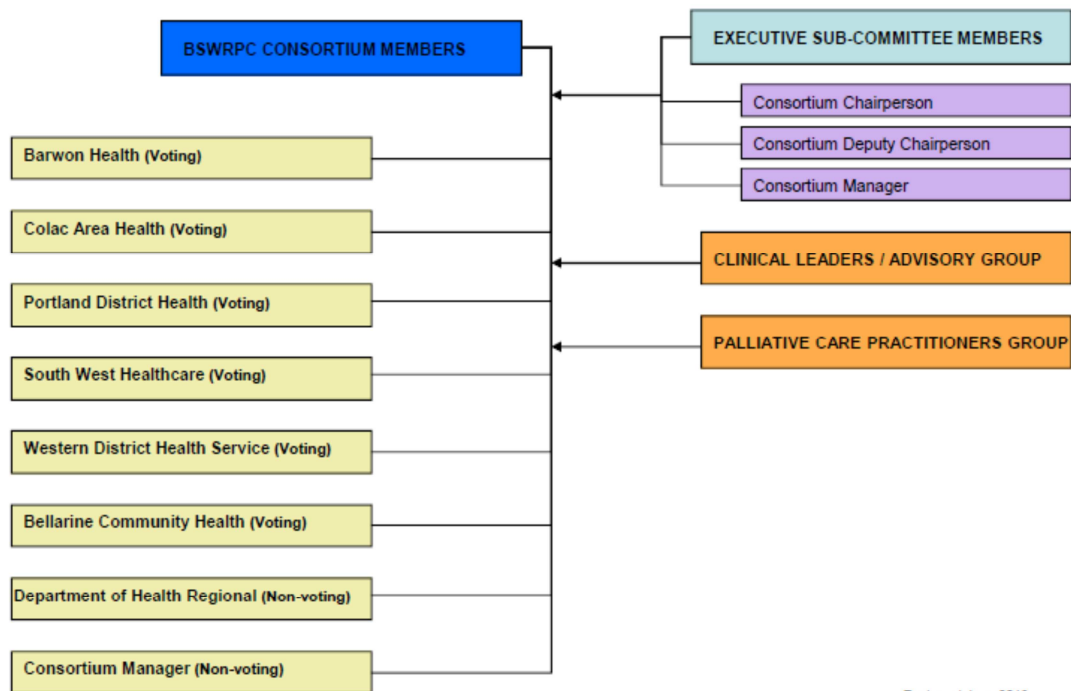 BSWRPC CONSORTIUM MEMBERS
EXECUTIVE SUB-COMMITTEE MEMBERS
Consortium Chairperson
Consortium Deputy Chairperson
Consortium Manager
Barwon Health (Voting)
Colac Area Health (Voting)
Portland District Health (Voting)
South West Healthcare (Voting)
Western District Health Service (Voting)
Bellarine Community Health (Voting)
Department of Health Regional (Non-voting)
Consortium Manager (Non-voting)
CLINICAL LEADERS / ADVISORY GROUP
PALLIATIVE CARE PRACTITIONERS GROUP